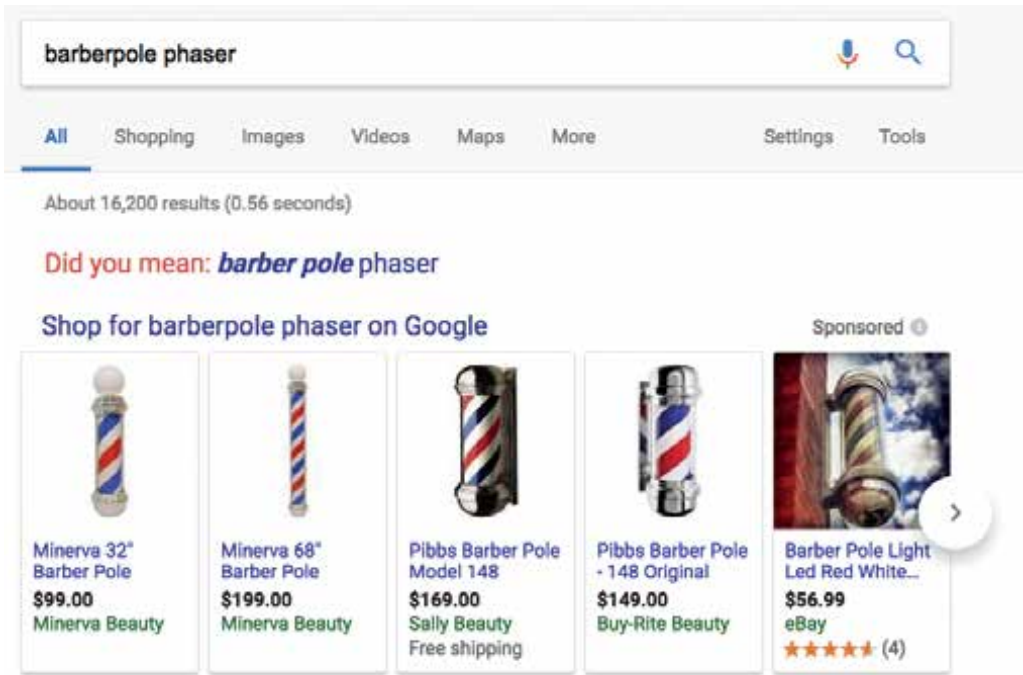 barberpole phaser
All Shopping Images Videos Maps More Settings Tools
About 16,200 results (0.56 seconds)
Did you mean: barber pole phaser
Shop for barberpole phaser on Google Sponsored
Minerva 32"
Barber Pole
$99.00
Minerva Beauty
Minerva 68"
Barber Pole
$199.00
Minerva Beauty
Pibbs Barber Pole
Model 148
$169.00
Sally Beauty
Free shipping
Pibbs Barber Pole
- 148 Original
$149.00
Buy-Rite Beauty
Barber Pole Light
Led Red White...
$56.99
eBay
(4)